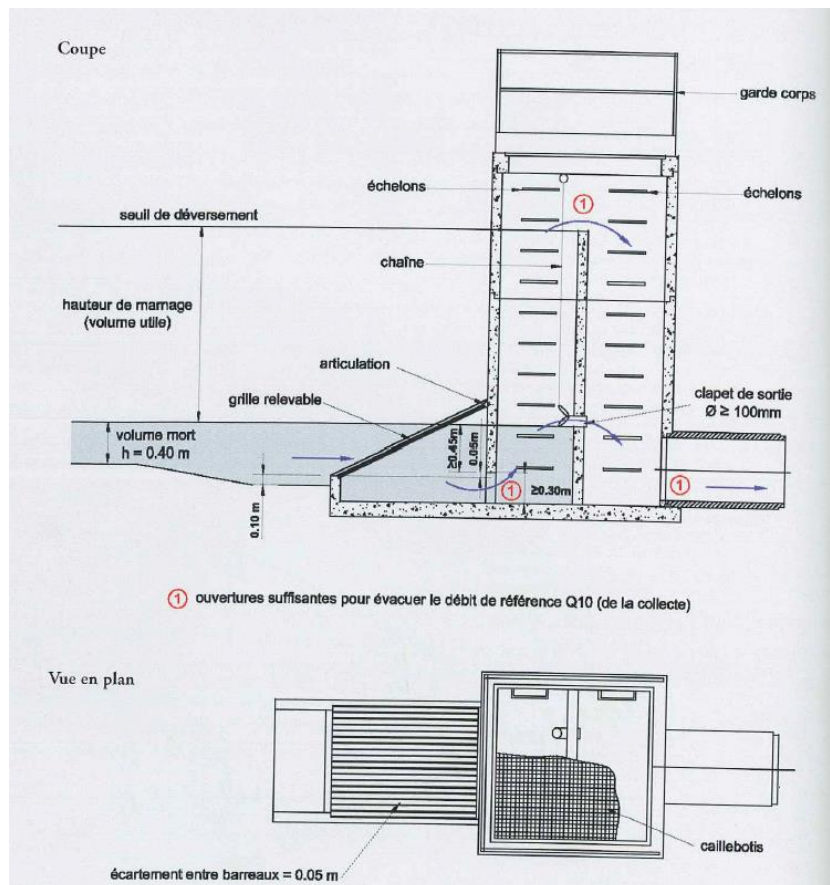 Coupe
garde corps
échelons
échelons
1
seuil de déversement
chaîne
hauteur de marnage
(volume utile)
articulation
grille relevable
clapet de sortie
Ø ≥ 100mm
volume mort
h = 0.40 m
≥0.45m
0.05m
1
≥0.30m
1
0.10 m
1 ouvertures suffisantes pour évacuer le débit de référence Q10 (de la collecte)
Vue en plan
caillebotis
écartement entre barreaux = 0.05 m